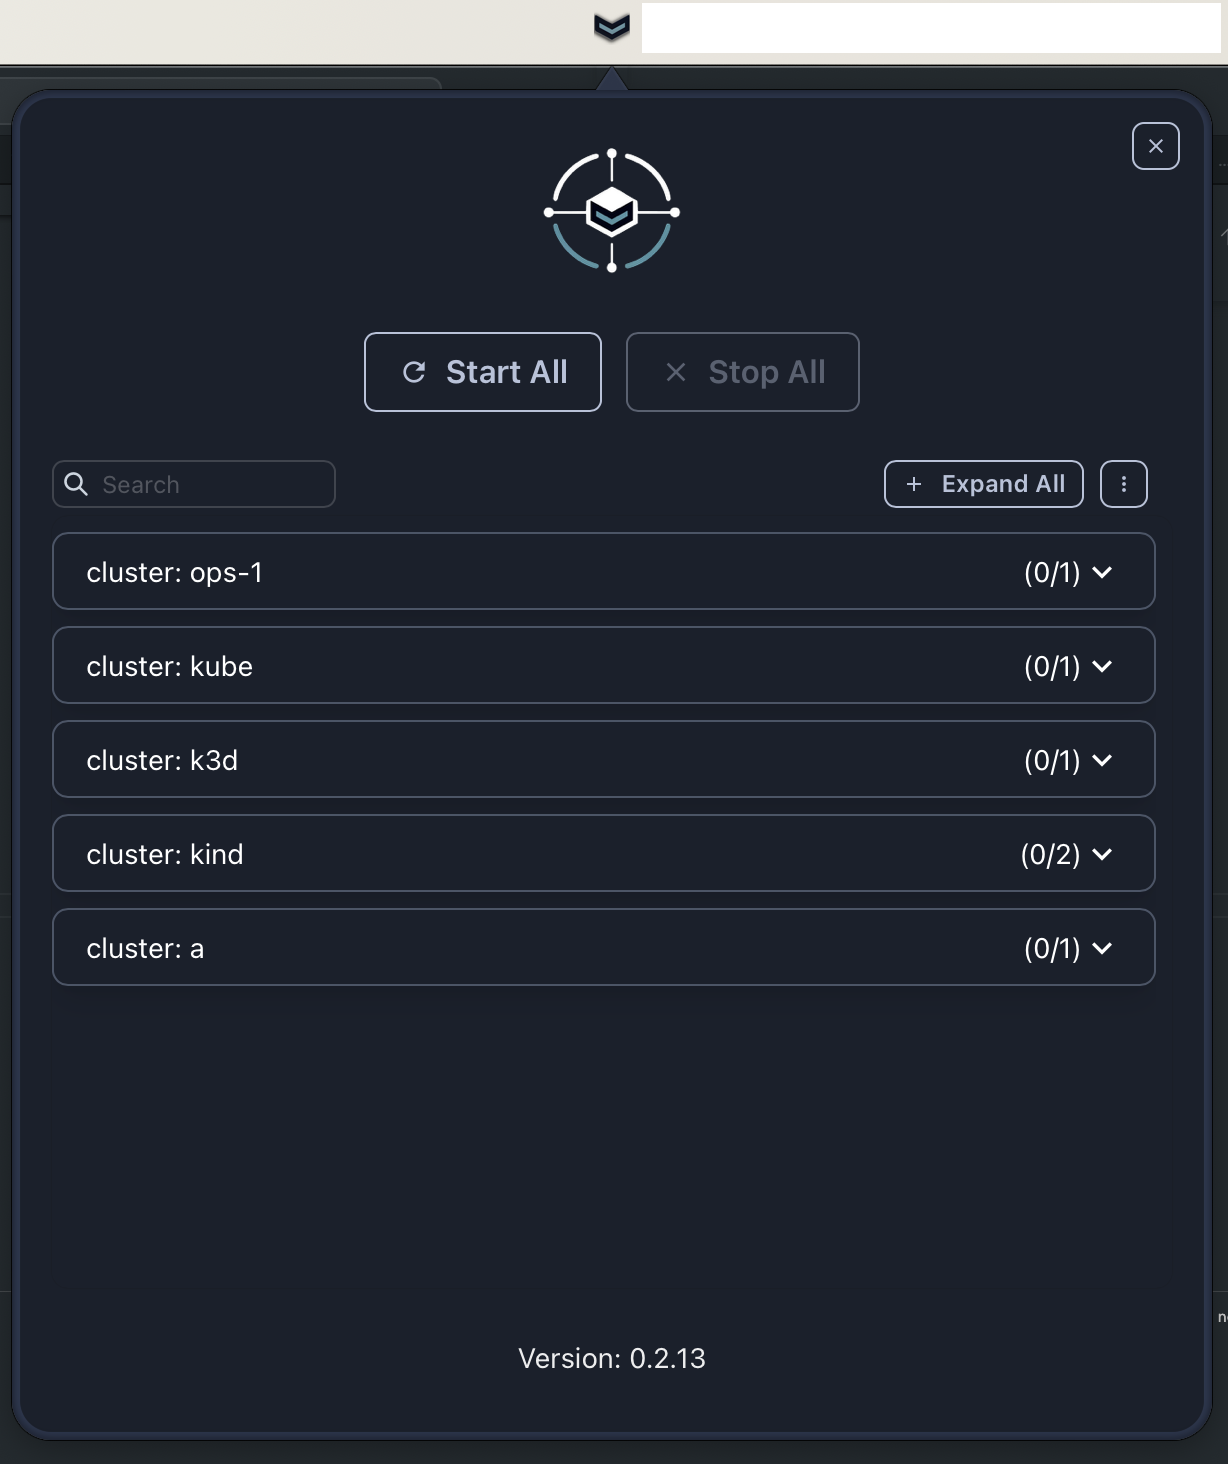 Start All
Stop All
Search
Expand All
cluster: ops-1 (0/1)
cluster: kube (0/1)
cluster: k3d (0/1)
cluster: kind (0/2)
cluster: a (0/1)
Version: 0.2.13